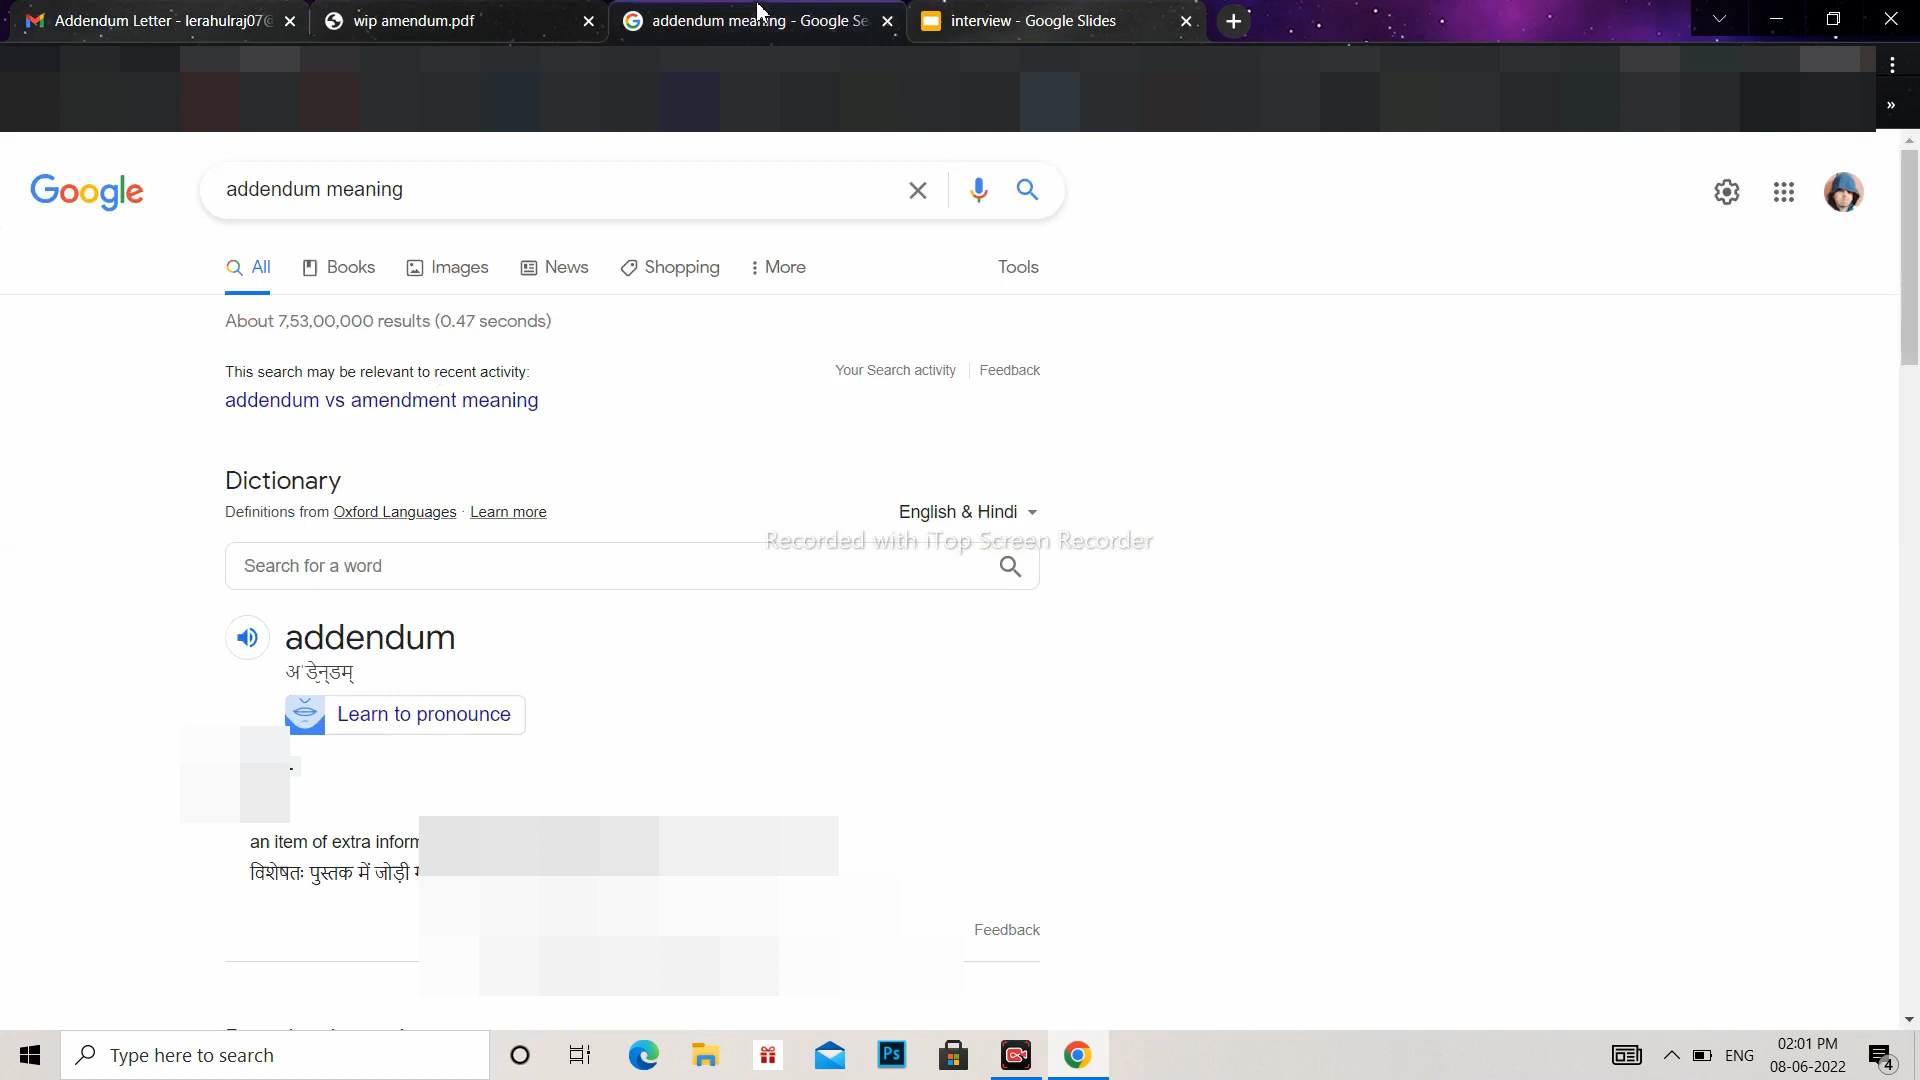 Addendum Letter - lerahulraj07@
wip amendum.pdf
addendum meaning - Google Se
interview - Google Slides
Google
addendum meaning
All
Books
Images
News
Shopping
More
Tools
About 7,53,00,000 results (0.47 seconds)
This search may be relevant to recent activity:
Your Search activity
Feedback
addendum vs amendment meaning
Dictionary
Definitions from Oxford Languages · Learn more
English & Hindi
Recorded with iTop Screen Recorder
Search for a word
addendum
अˈडेन्‍डम्
Learn to pronounce
an item of extra inform
विशेषतः पुस्तक में जोड़ी
Feedback
Type here to search
Ps
ENG
02:01 PM
08-06-2022
4